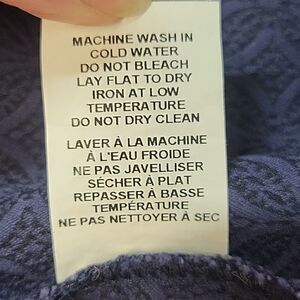 MACHINE WASH IN
COLD WATER
DO NOT BLEACH
LAY FLAT TO DRY
IRON AT LOW
TEMPERATURE
DO NOT DRY CLEAN
LAVER À LA MACHINE
À L'EAU FROIDE
NE PAS JAVELLISER
SÉCHER À PLAT
REPASSER À BASSE
TEMPÉRATURE
NE PAS NETTOYER À SEC